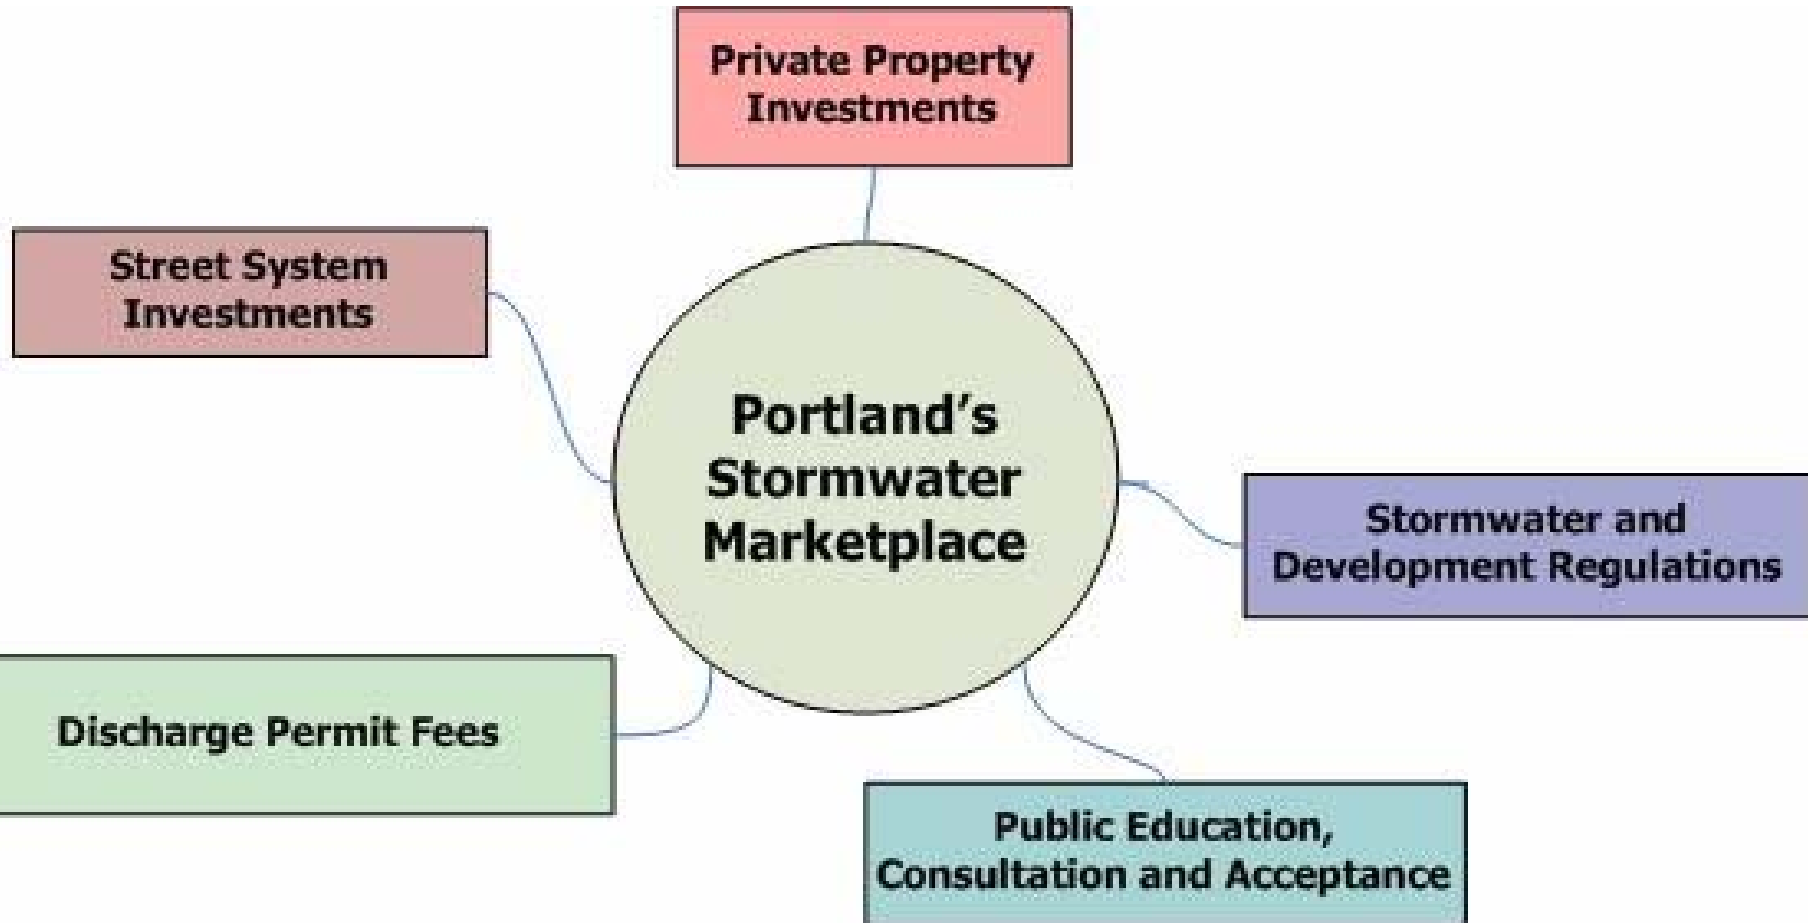 Private Property
Investments
Street System
Investments
Portland’s
Stormwater
Marketplace
Stormwater and
Development Regulations
Discharge Permit Fees
Public Education,
Consultation and Acceptance